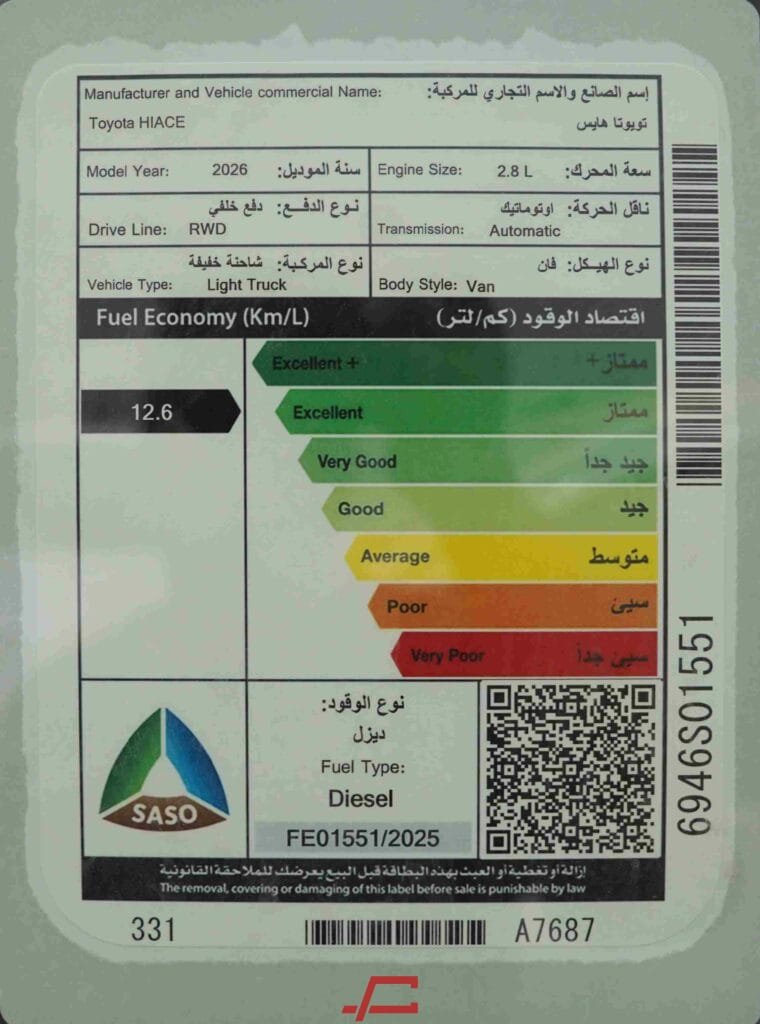 Manufacturer and Vehicle commercial Name: إسم الصانع والاسم التجاري للمركبة:
Toyota HIACE تويوتا هايس
Model Year: 2026 سنة الموديل:
Engine Size: 2.8 L سعة المحرك:
نوع الدفع: دفع خلفي
Drive Line: RWD
ناقل الحركة: اوتوماتيك
Transmission: Automatic
نوع المركبة: شاحنة خفيفة
Vehicle Type: Light Truck
نوع الهيكل: فان
Body Style: Van
Fuel Economy (Km/L) اقتصاد الوقود (كم/لتر)
Excellent + ممتاز+
12.6
Excellent ممتاز
Very Good جيد جداً
Good جيد
Average متوسط
Poor سيئ
Very Poor سيئ جداً
SASO
نوع الوقود:
ديزل
Fuel Type:
Diesel
FE01551/2025
إزالة أو تغطية أو العبث بهذه البطاقة قبل البيع يعرضك للملاحقة القانونية
The removal, covering or damaging of this label before sale is punishable by law
331 A7687
6946S01551